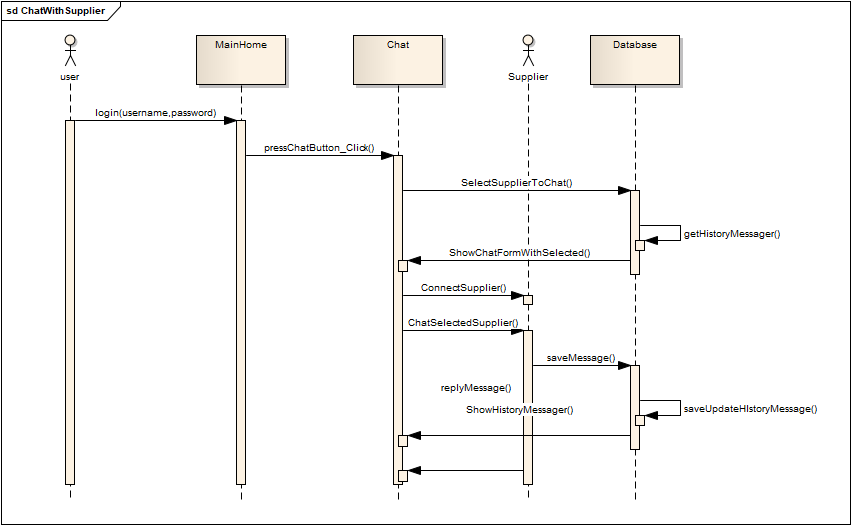 sd ChatWithSupplier
user
MainHome
Chat
Supplier
Database
login(username,password)
pressChatButton_Click()
SelectSupplierToChat()
getHistoryMessager()
ShowChatFormWithSelected()
ConnectSupplier()
ChatSelectedSupplier()
saveMessage()
replyMessage()
ShowHistoryMessager()
saveUpdateHIstoryMessage()